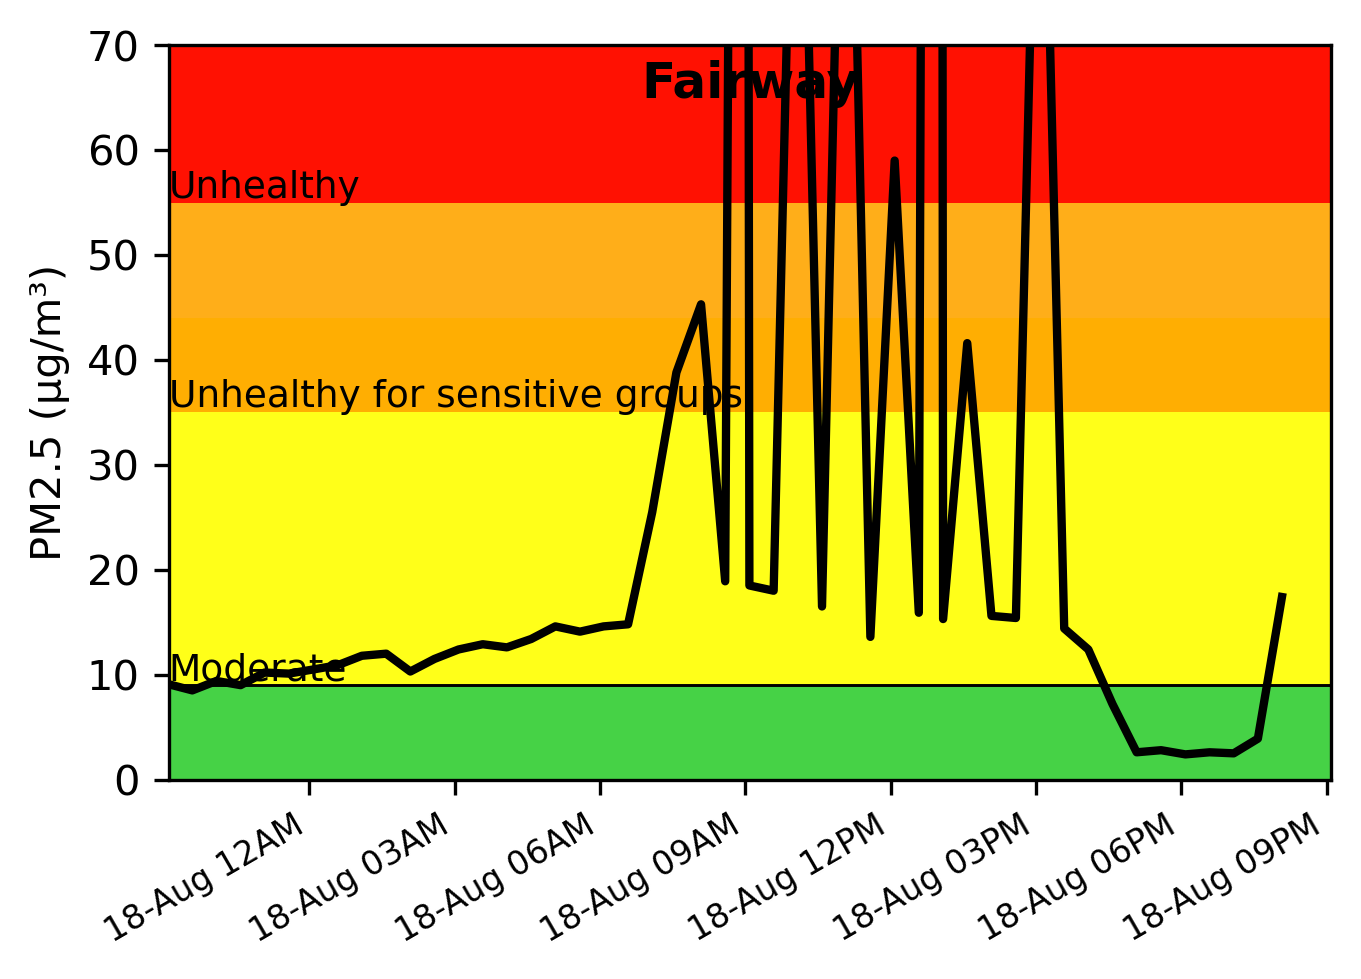 Fairway
70
60
50
40
30
20
10
0
PM2.5 (µg/m³)
Unhealthy
Unhealthy for sensitive groups
Moderate
18-Aug 12AM
18-Aug 03AM
18-Aug 06AM
18-Aug 09AM
18-Aug 12PM
18-Aug 03PM
18-Aug 06PM
18-Aug 09PM